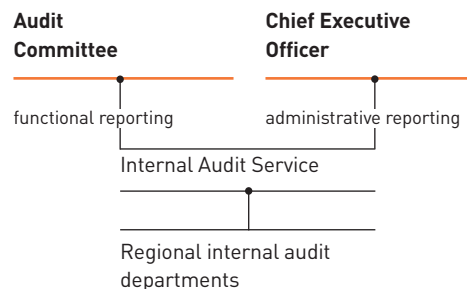 Audit
Committee
Chief Executive
Officer
functional reporting
administrative reporting
Internal Audit Service
Regional internal audit
departments